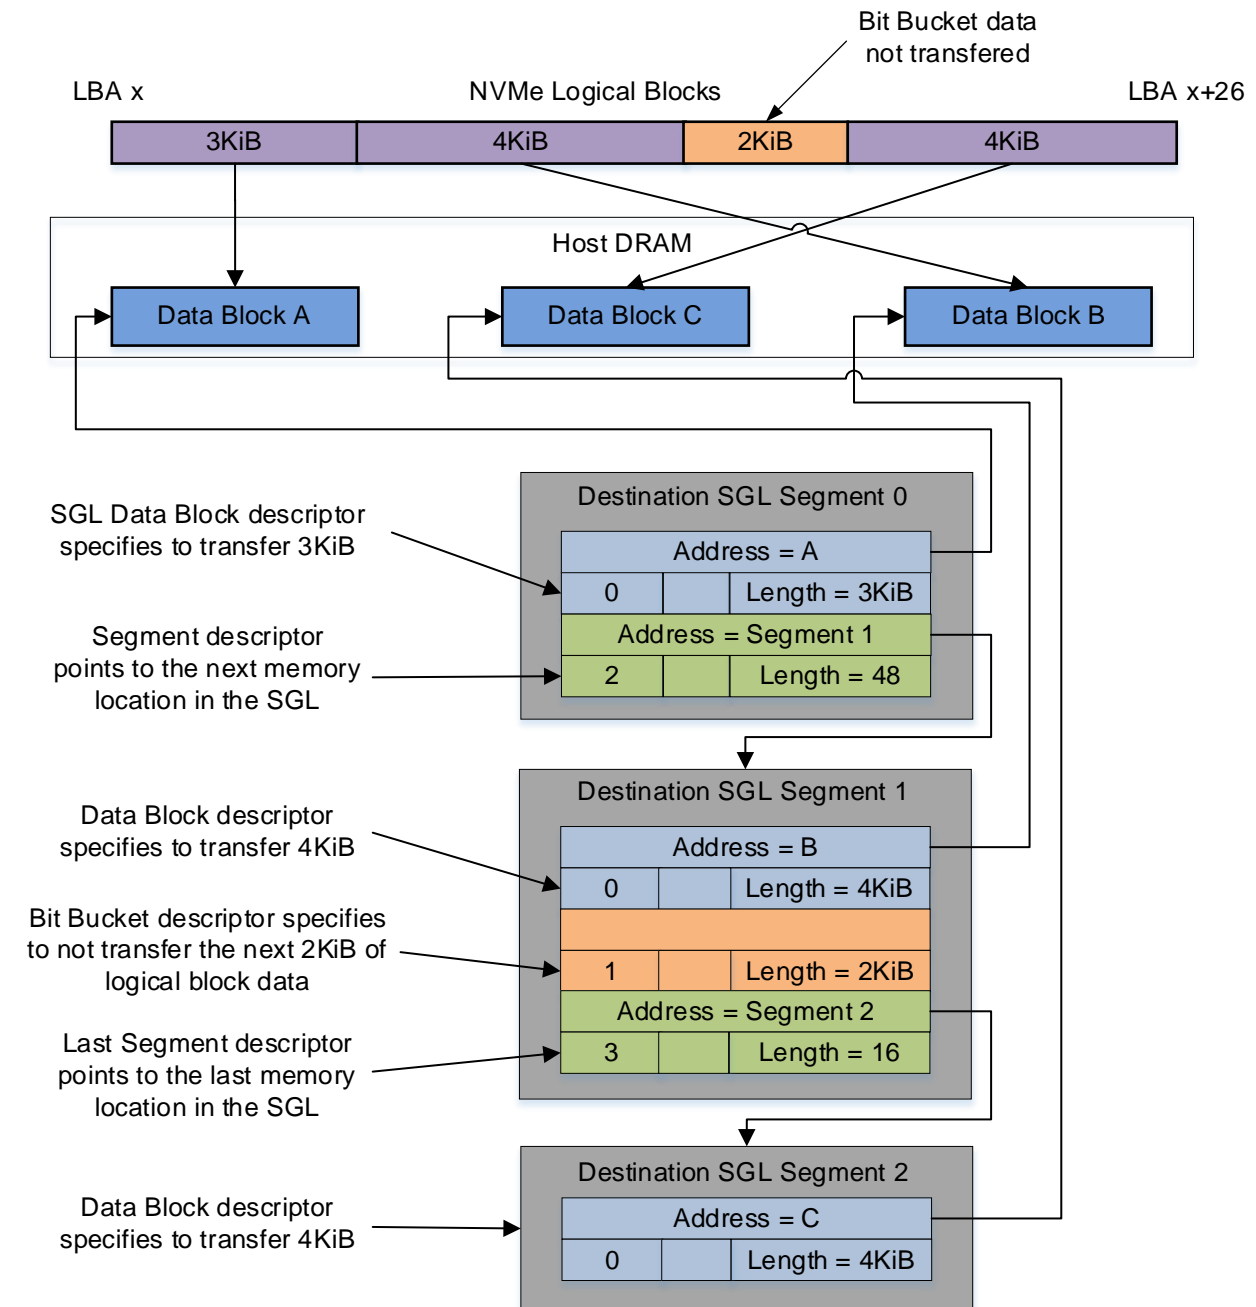 Bit Bucket data
not transfered
LBA x
NVMe Logical Blocks
LBA x+26
3KiB
4KiB
2KiB
4KiB
Host DRAM
Data Block A
Data Block C
Data Block B
Destination SGL Segment 0
SGL Data Block descriptor
specifies to transfer 3KiB
Address = A
0
Length = 3KiB
Segment descriptor
points to the next memory
location in the SGL
Address = Segment 1
2
Length = 48
Destination SGL Segment 1
Data Block descriptor
specifies to transfer 4KiB
Address = B
0
Length = 4KiB
Bit Bucket descriptor specifies
to not transfer the next 2KiB of
logical block data
1
Length = 2KiB
Address = Segment 2
Last Segment descriptor
points to the last memory
location in the SGL
3
Length = 16
Destination SGL Segment 2
Data Block descriptor
specifies to transfer 4KiB
Address = C
0
Length = 4KiB